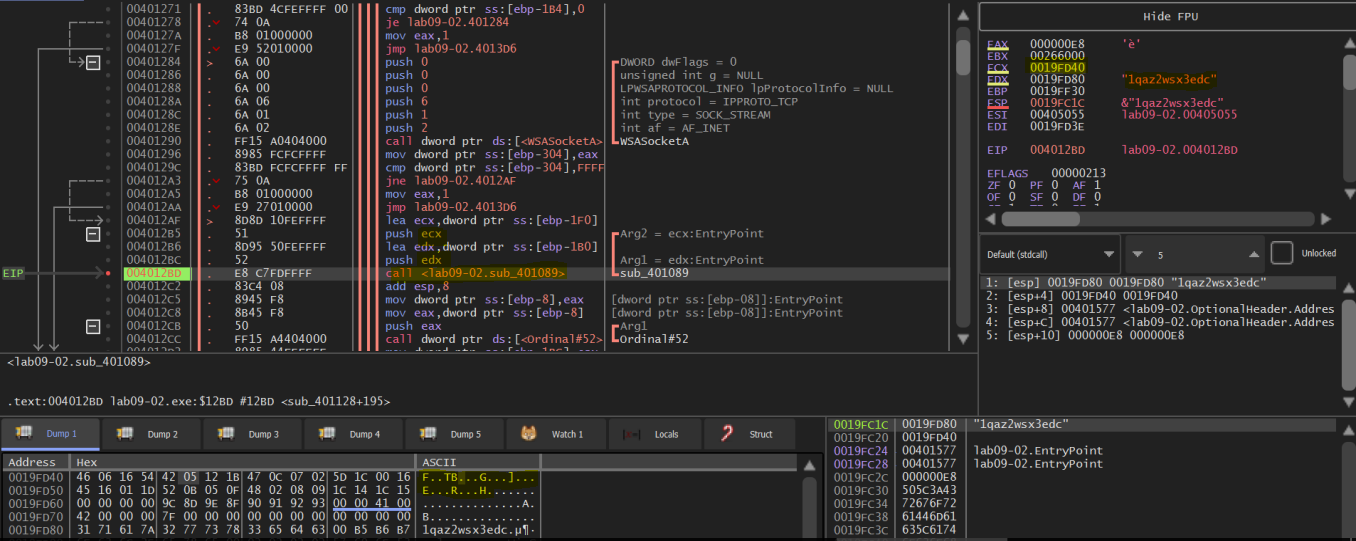 00401271 . 83BD 4CFEFFFF 00 cmp dword ptr ss:[ebp-1B4],0
00401278 . 74 0A je lab09-02.401284
0040127A . B8 01000000 mov eax,1
0040127F . E9 52010000 jmp lab09-02.4013D6
00401284 > 6A 00 push 0 DWORD dwFlags = 0
00401286 . 6A 00 push 0 unsigned int g = NULL
00401288 . 6A 00 push 0 LPWSAPROTOCOL_INFO lpProtocolInfo = NULL
0040128A . 6A 06 push 6 int protocol = IPPROTO_TCP
0040128C . 6A 01 push 1 int type = SOCK_STREAM
0040128E . 6A 02 push 2 int af = AF_INET
00401290 . FF15 A0404000 call dword ptr ds:[<WSASocketA> WSASocketA
00401296 . 8985 FCFCFFFF mov dword ptr ss:[ebp-304],eax
0040129C . 83BD FCFCFFFF FF cmp dword ptr ss:[ebp-304],FFFF
004012A3 . 75 0A jne lab09-02.4012AF
004012A5 . B8 01000000 mov eax,1
004012AA . E9 27010000 jmp lab09-02.4013D6
004012AF > 8D8D 10FEFFFF lea ecx,dword ptr ss:[ebp-1F0]
004012B5 . 51 push ecx Arg2 = ecx:EntryPoint
004012B6 . 8D95 50FEFFFF lea edx,dword ptr ss:[ebp-1B0]
004012BC . 52 push edx Arg1 = edx:EntryPoint
EIP 004012BD . E8 C7FDFFFF call <lab09-02.sub_401089> sub_401089
004012C2 . 83C4 08 add esp,8
004012C5 . 8945 F8 mov dword ptr ss:[ebp-8],eax [dword ptr ss:[ebp-08]]:EntryPoint
004012C8 . 8B45 F8 mov eax,dword ptr ss:[ebp-8] [dword ptr ss:[ebp-08]]:EntryPoint
004012CB . 50 push eax Arg1
004012CC . FF15 A4404000 call dword ptr ds:[<Ordinal#52> Ordinal#52
Hide FPU
EAX 000000E8 'è'
EBX 00266000
ECX 0019FD40
EDX 0019FD80 "1qaz2wsx3edc"
EBP 0019FF30
ESP 0019FC1C &"1qaz2wsx3edc"
ESI 00405055 lab09-02.00405055
EDI 0019FD3E
EIP 004012BD lab09-02.004012BD
EFLAGS 00000213
ZF 0 PF 0 AF 1
OF 0 SF 0 DF 0
Default (stdcall) 5 Unlocked
1: [esp] 0019FD80 0019FD80 "1qaz2wsx3edc"
2: [esp+4] 0019FD40 0019FD40
3: [esp+8] 00401577 <lab09-02.OptionalHeader.Addres
4: [esp+C] 00401577 <lab09-02.OptionalHeader.Addres
5: [esp+10] 000000E8 000000E8
<lab09-02.sub_401089>
.text:004012BD lab09-02.exe:$12BD #12BD <sub_401128+195>
Dump 1 Dump 2 Dump 3 Dump 4 Dump 5 Watch 1 Locals Struct
Address Hex ASCII
0019FD40 46 06 16 54 42 05 12 1B 47 0C 07 02 5D 1C 00 16 F..TB...G...]...
0019FD50 45 16 01 1D 52 0B 05 0F 48 02 08 09 1C 14 1C 15 E...R...H.......
0019FD60 00 00 00 00 9C 8D 9E 8F 90 91 92 93 00 00 41 00 ..............A.
0019FD70 42 00 00 00 7F 00 00 00 00 00 00 00 00 00 00 00 B...............
0019FD80 31 71 61 7A 32 77 73 78 33 65 64 63 00 B5 B6 B7 1qaz2wsx3edc.µ¶·
0019FC1C 0019FD80 "1qaz2wsx3edc"
0019FC20 0019FD40
0019FC24 00401577 lab09-02.EntryPoint
0019FC28 00401577 lab09-02.EntryPoint
0019FC2C 000000E8
0019FC30 505C3A43
0019FC34 72676F72
0019FC38 61446D61
0019FC3C 635C6174